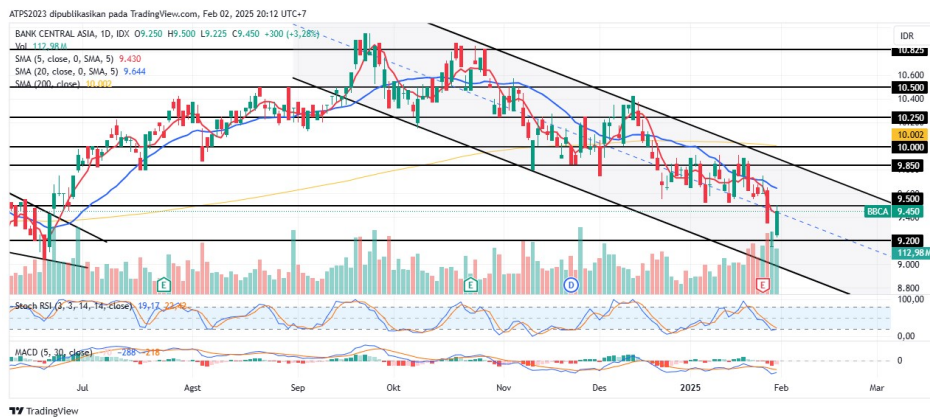 ATPS2023 dipublikasikan pada TradingView.com, Feb 02, 2025 20:12 UTC+7
BANK CENTRAL ASIA, 1D, IDX O9.250 H9.500 L9.225 C9.450 +300 (+3,28%)
Vol 112,98M
SMA (5, close, 0, SMA, 5) 9.430
SMA (20, close, 0, SMA, 5) 9.644
SMA (200, close) 10.002
IDR
10.825
10.600
10.500
10.400
10.250
10.002
10.000
9.850
9.600
9.500
BBCA 9.450
9.400
9.200
112,98M
9.000
8.800
E
E
D
E
Stoch RSI (3, 3, 14, 14, close) 19,17
100,00
0,00
MACD (5, 30, close) −288 −218
0
Jul
Agst
Sep
Okt
Nov
Des
2025
Feb
Mar
TradingView